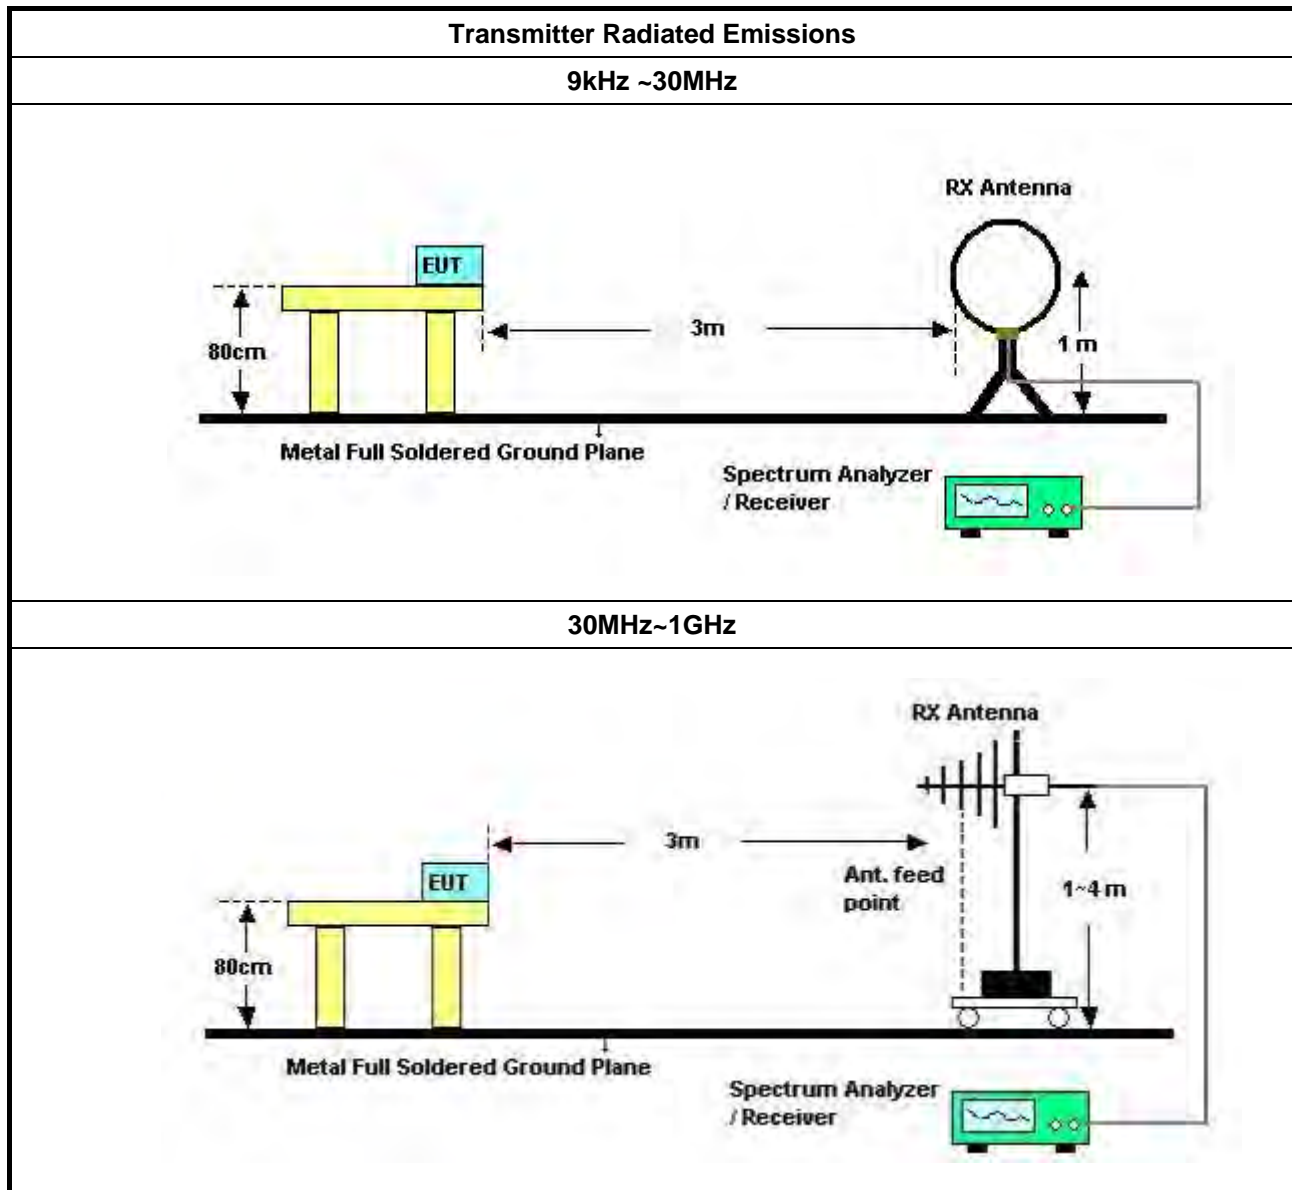 Transmitter Radiated Emissions
9kHz ~30MHz
RX Antenna
EUT
3m
80cm
1 m
Metal Full Soldered Ground Plane
Spectrum Analyzer
/ Receiver
30MHz~1GHz
RX Antenna
3m
EUT
Ant. feed
point
1~4 m
80cm
Metal Full Soldered Ground Plane
Spectrum Analyzer
/ Receiver